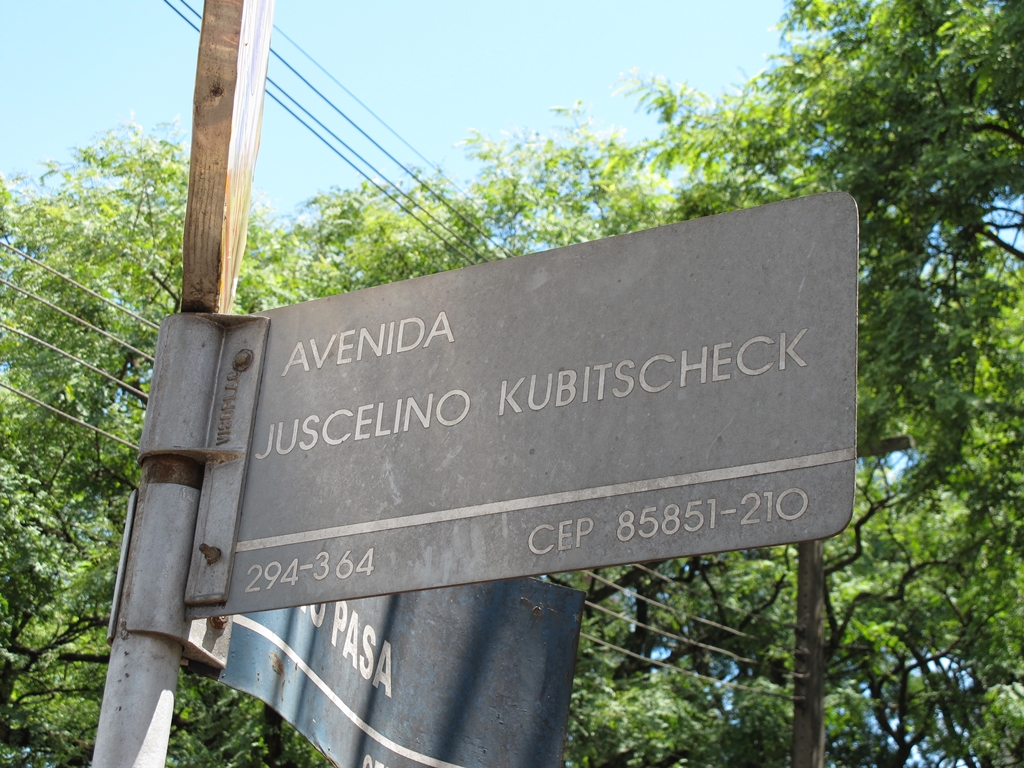 AVENIDA
JUSCELINO KUBITSCHECK
294-364 CEP 85851-210
PASA